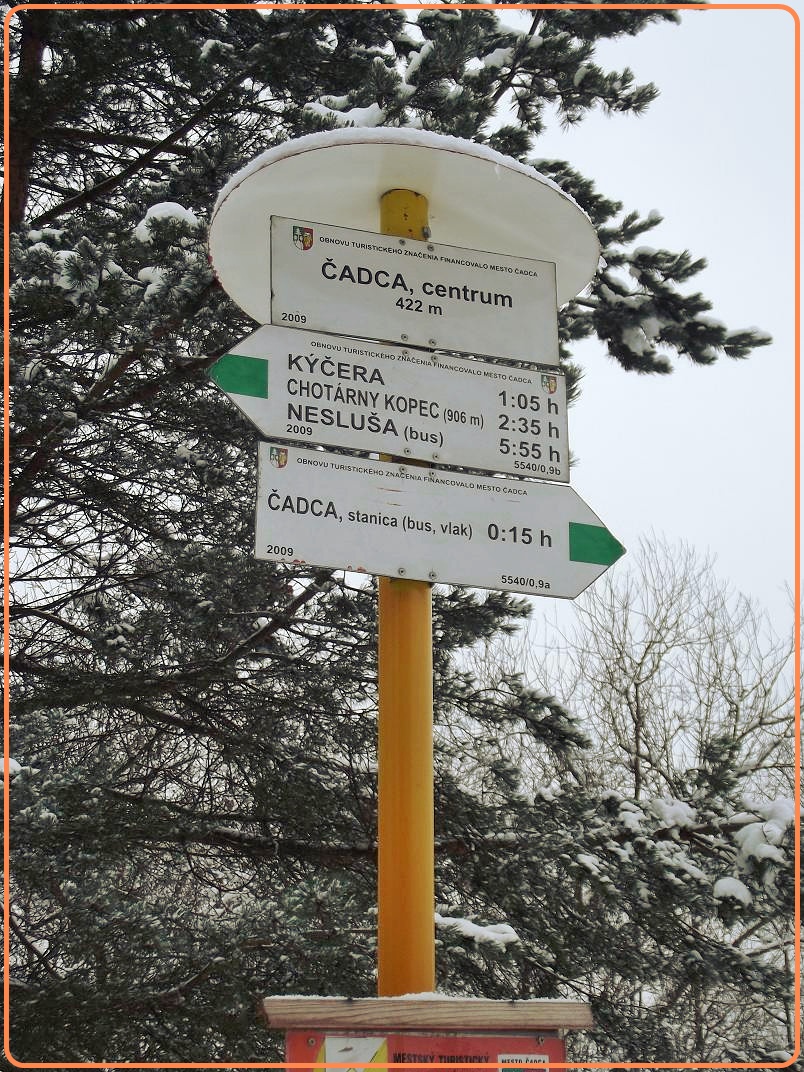 OBNOVU TURISTICKÉHO ZNAČENIA FINANCOVALO MESTO ČADCA
ČADCA, centrum
422 m
2009
OBNOVU TURISTICKÉHO ZNAČENIA FINANCOVALO MESTO ČADCA
KÝČERA 1:05 h
CHOTÁRNY KOPEC (906 m) 2:35 h
NESLUŠA (bus) 5:55 h
2009 5540/0,9b
OBNOVU TURISTICKÉHO ZNAČENIA FINANCOVALO MESTO ČADCA
ČADCA, stanica (bus, vlak) 0:15 h
2009 5540/0,9a
MESTSKÝ TURISTICKÝ MESTO ČADCA